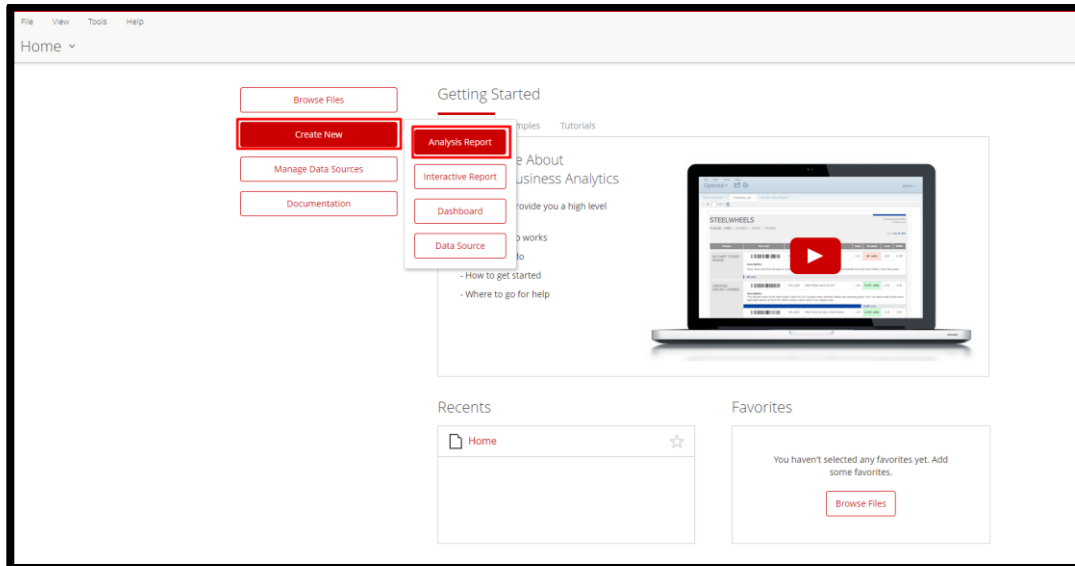 File View Tools Help
Home
Browse Files
Create New
Manage Data Sources
Documentation
Analysis Report
Interactive Report
Dashboard
Data Source
Getting Started
Tutorials
About
usiness Analytics
rovide you a high level
works
- How to get started
- Where to go for help
STEELWHEELS
Recents
Home
Favorites
You haven't selected any favorites yet. Add
some favorites.
Browse Files